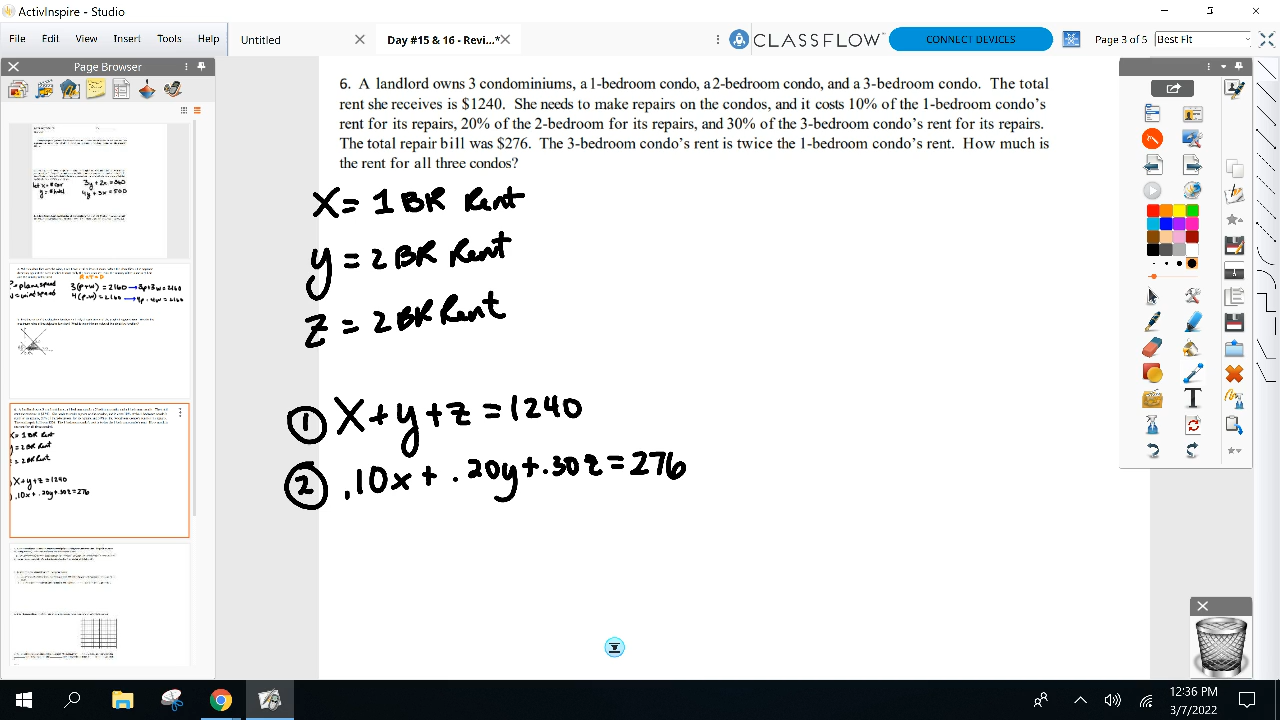 ActivInspire - Studio
File Edit View Insert Tools Help
Untitled
Day #15 & 16 - Revi...*
CLASSFLOW
CONNECT DEVICES
Page 3 of 5
Best Fit
Page Browser
6. A landlord owns 3 condominiums, a 1-bedroom condo, a 2-bedroom condo, and a 3-bedroom condo. The total
rent she receives is $1240. She needs to make repairs on the condos, and it costs 10% of the 1-bedroom condo's
rent for its repairs, 20% of the 2-bedroom for its repairs, and 30% of the 3-bedroom condo's rent for its repairs.
The total repair bill was $276. The 3-bedroom condo's rent is twice the 1-bedroom condo's rent. How much is
the rent for all three condos?
X = 1 BR Rent
y = 2 BR Rent
z = 2 BR Rent
① X+y+z = 1240
② .10x + .20y+.30z = 276
12:36 PM
3/7/2022